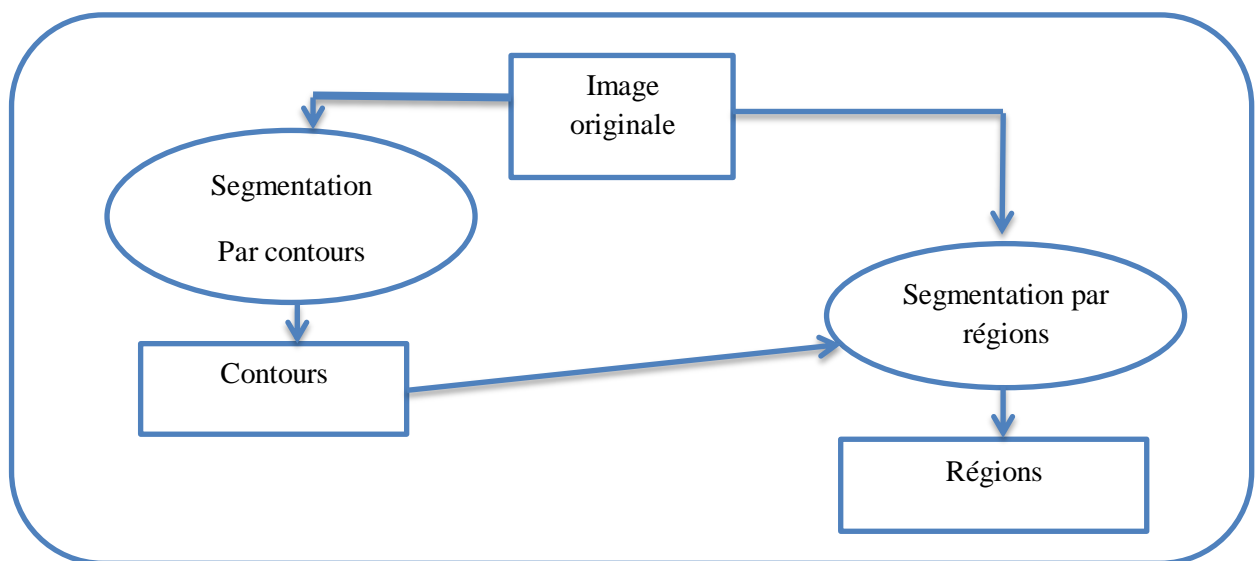 Image
originale
Segmentation
Par contours
Segmentation par
régions
Contours
Régions